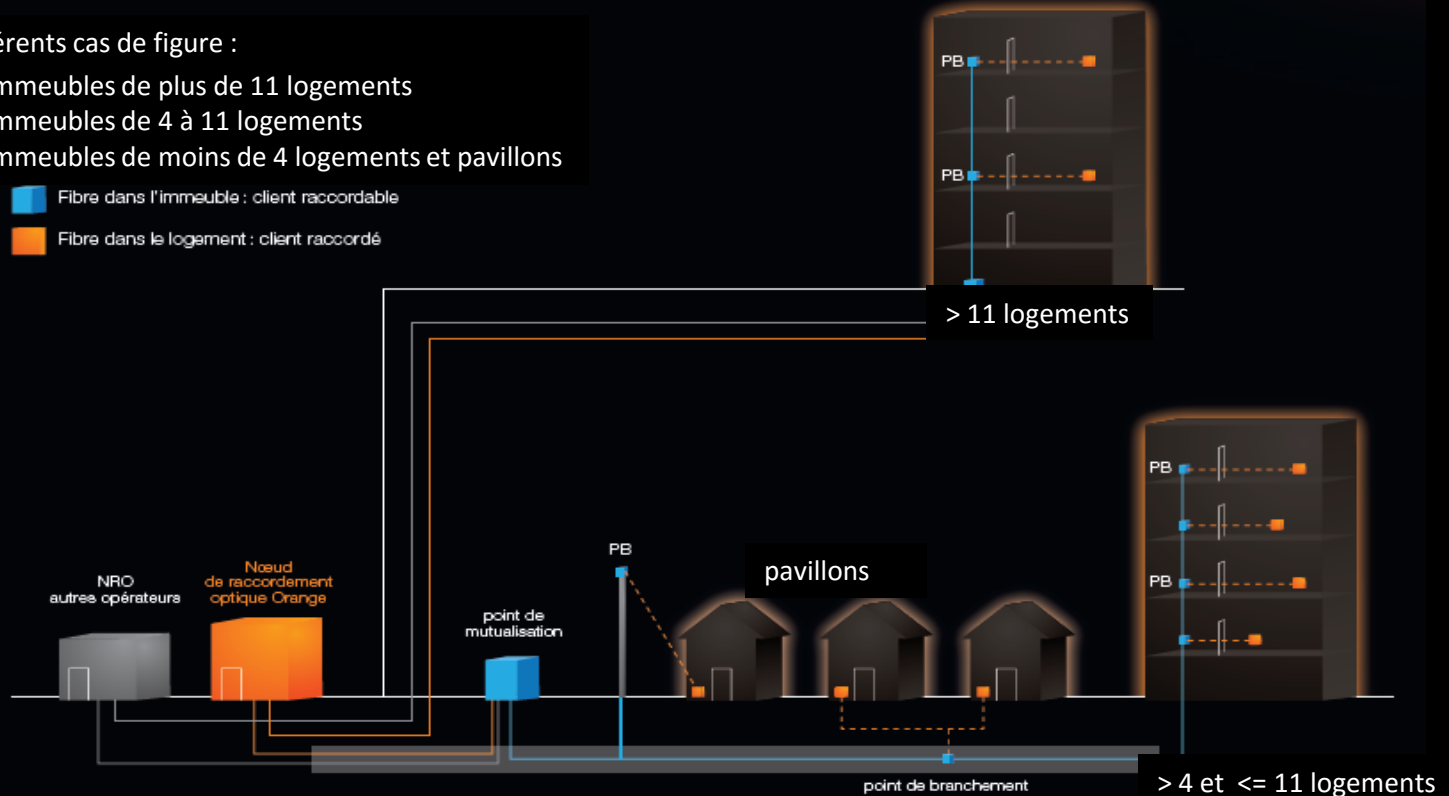 érents cas de figure :
mmeubles de plus de 11 logements
mmeubles de 4 à 11 logements
mmeubles de moins de 4 logements et pavillons
Fibre dans l'immeuble : client raccordable
Fibre dans le logement : client raccordé
PB
PB
> 11 logements
PB
PB
PB
pavillons
NRO
autres opérateurs
Nœud
de raccordement
optique Orange
point de
mutualisation
point de branchement
> 4 et <= 11 logements